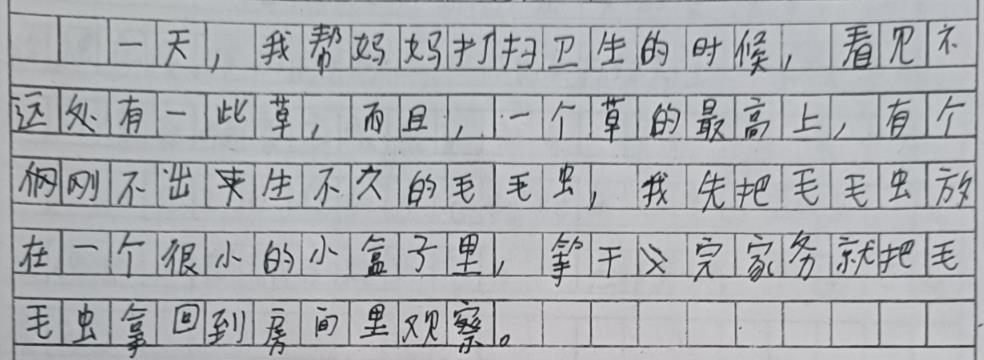 一天，我帮妈妈打扫卫生的时候，看见不
远处有一此草，而且，一个草的最高上，有个
刚不出来生不久的毛毛虫，我先把毛毛虫放
在一个很小的小盒子里，等干完家务就把毛
毛虫拿回到房间里观察。